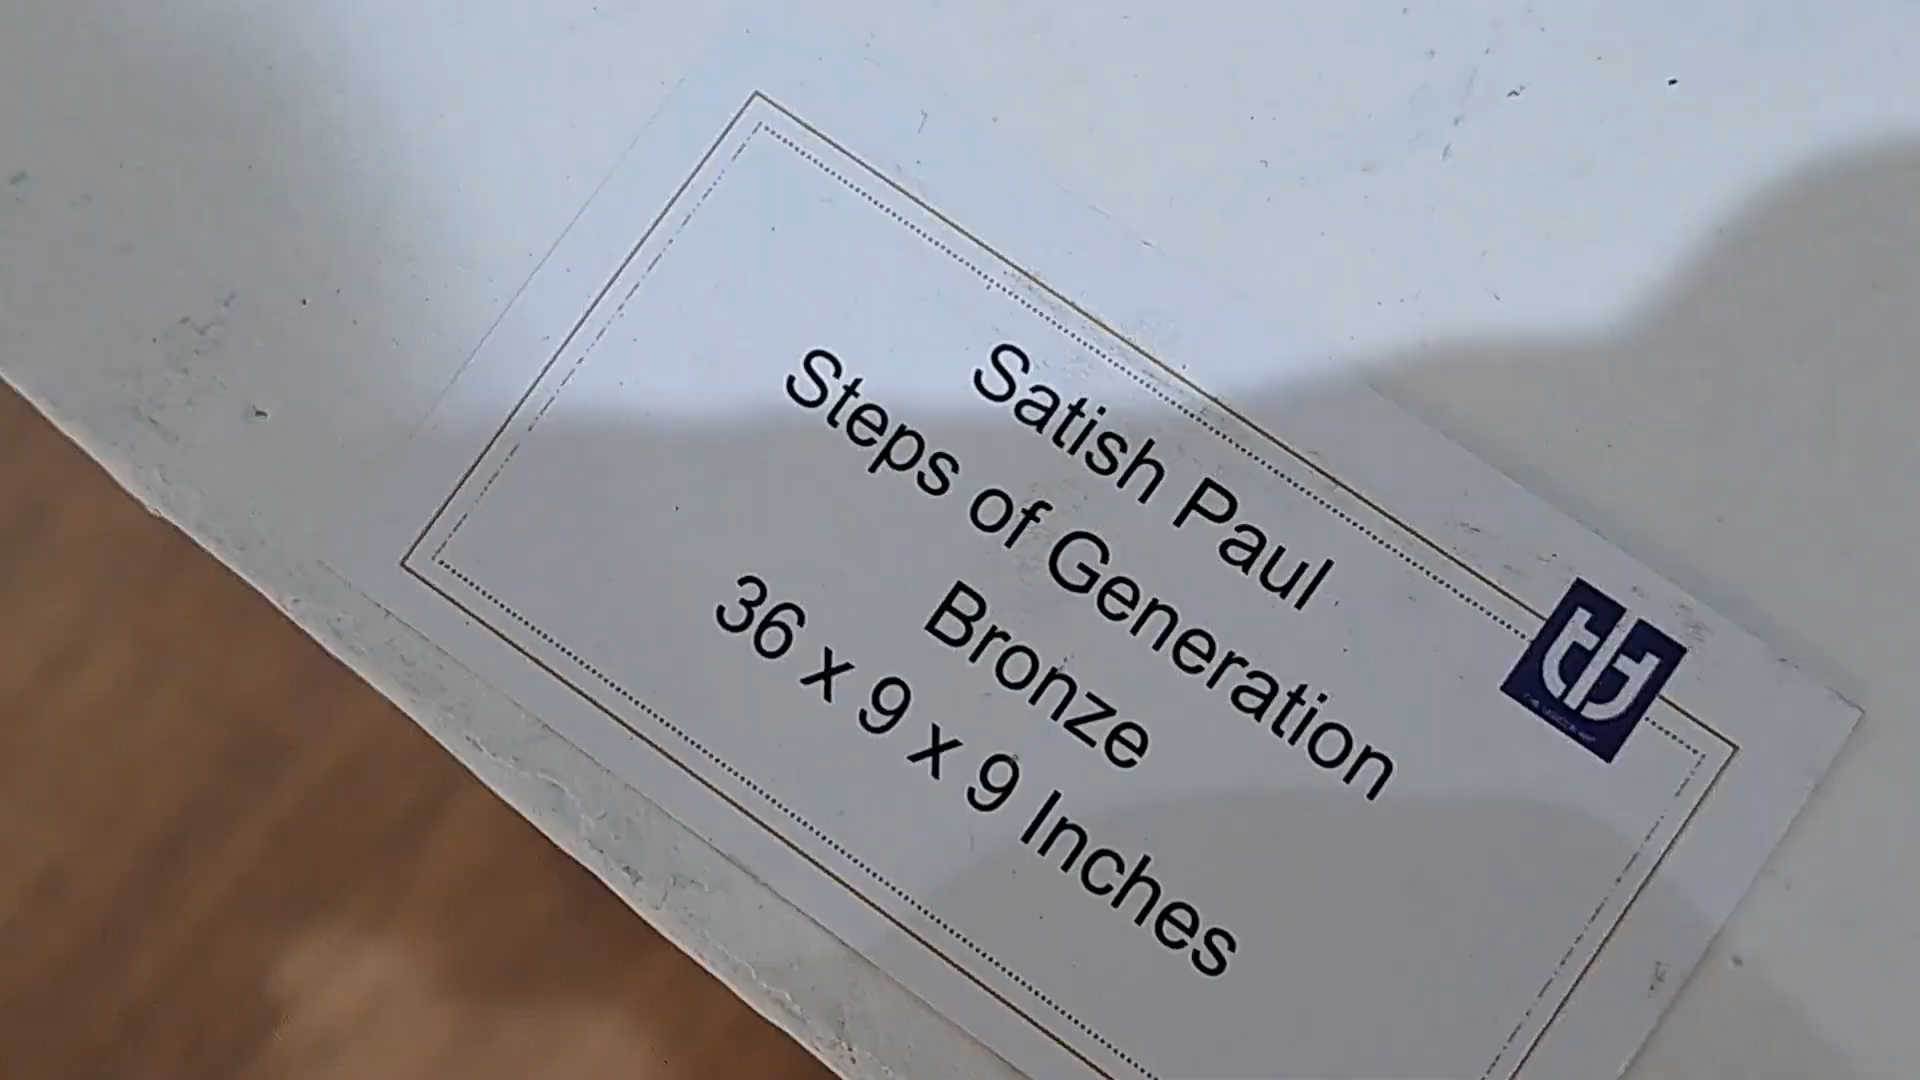 Satish Paul
Steps of Generation
Bronze
36 x 9 x 9 Inches